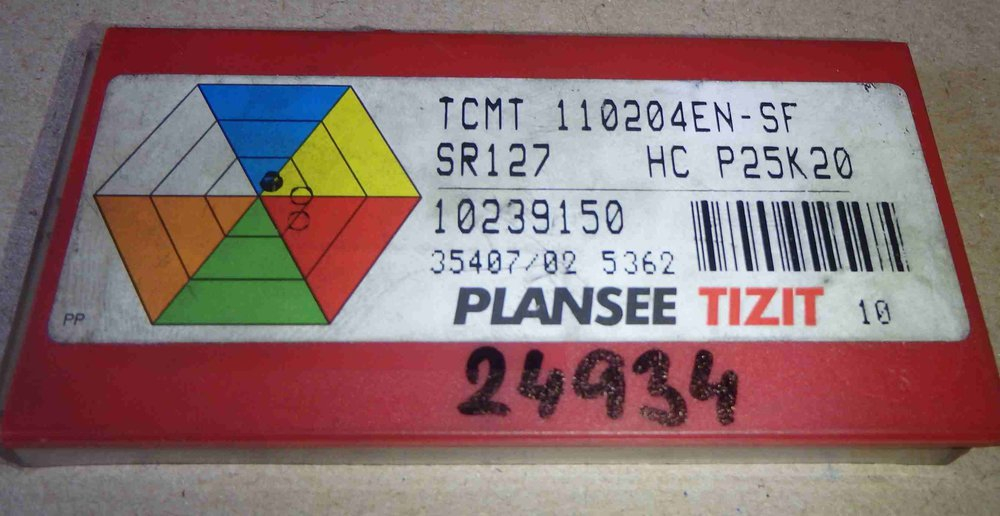 TCMT 110204EN-SF
SR127 HC P25K20
10239150
35407/02 5362
PLANSEE TIZIT 10
PP
24934